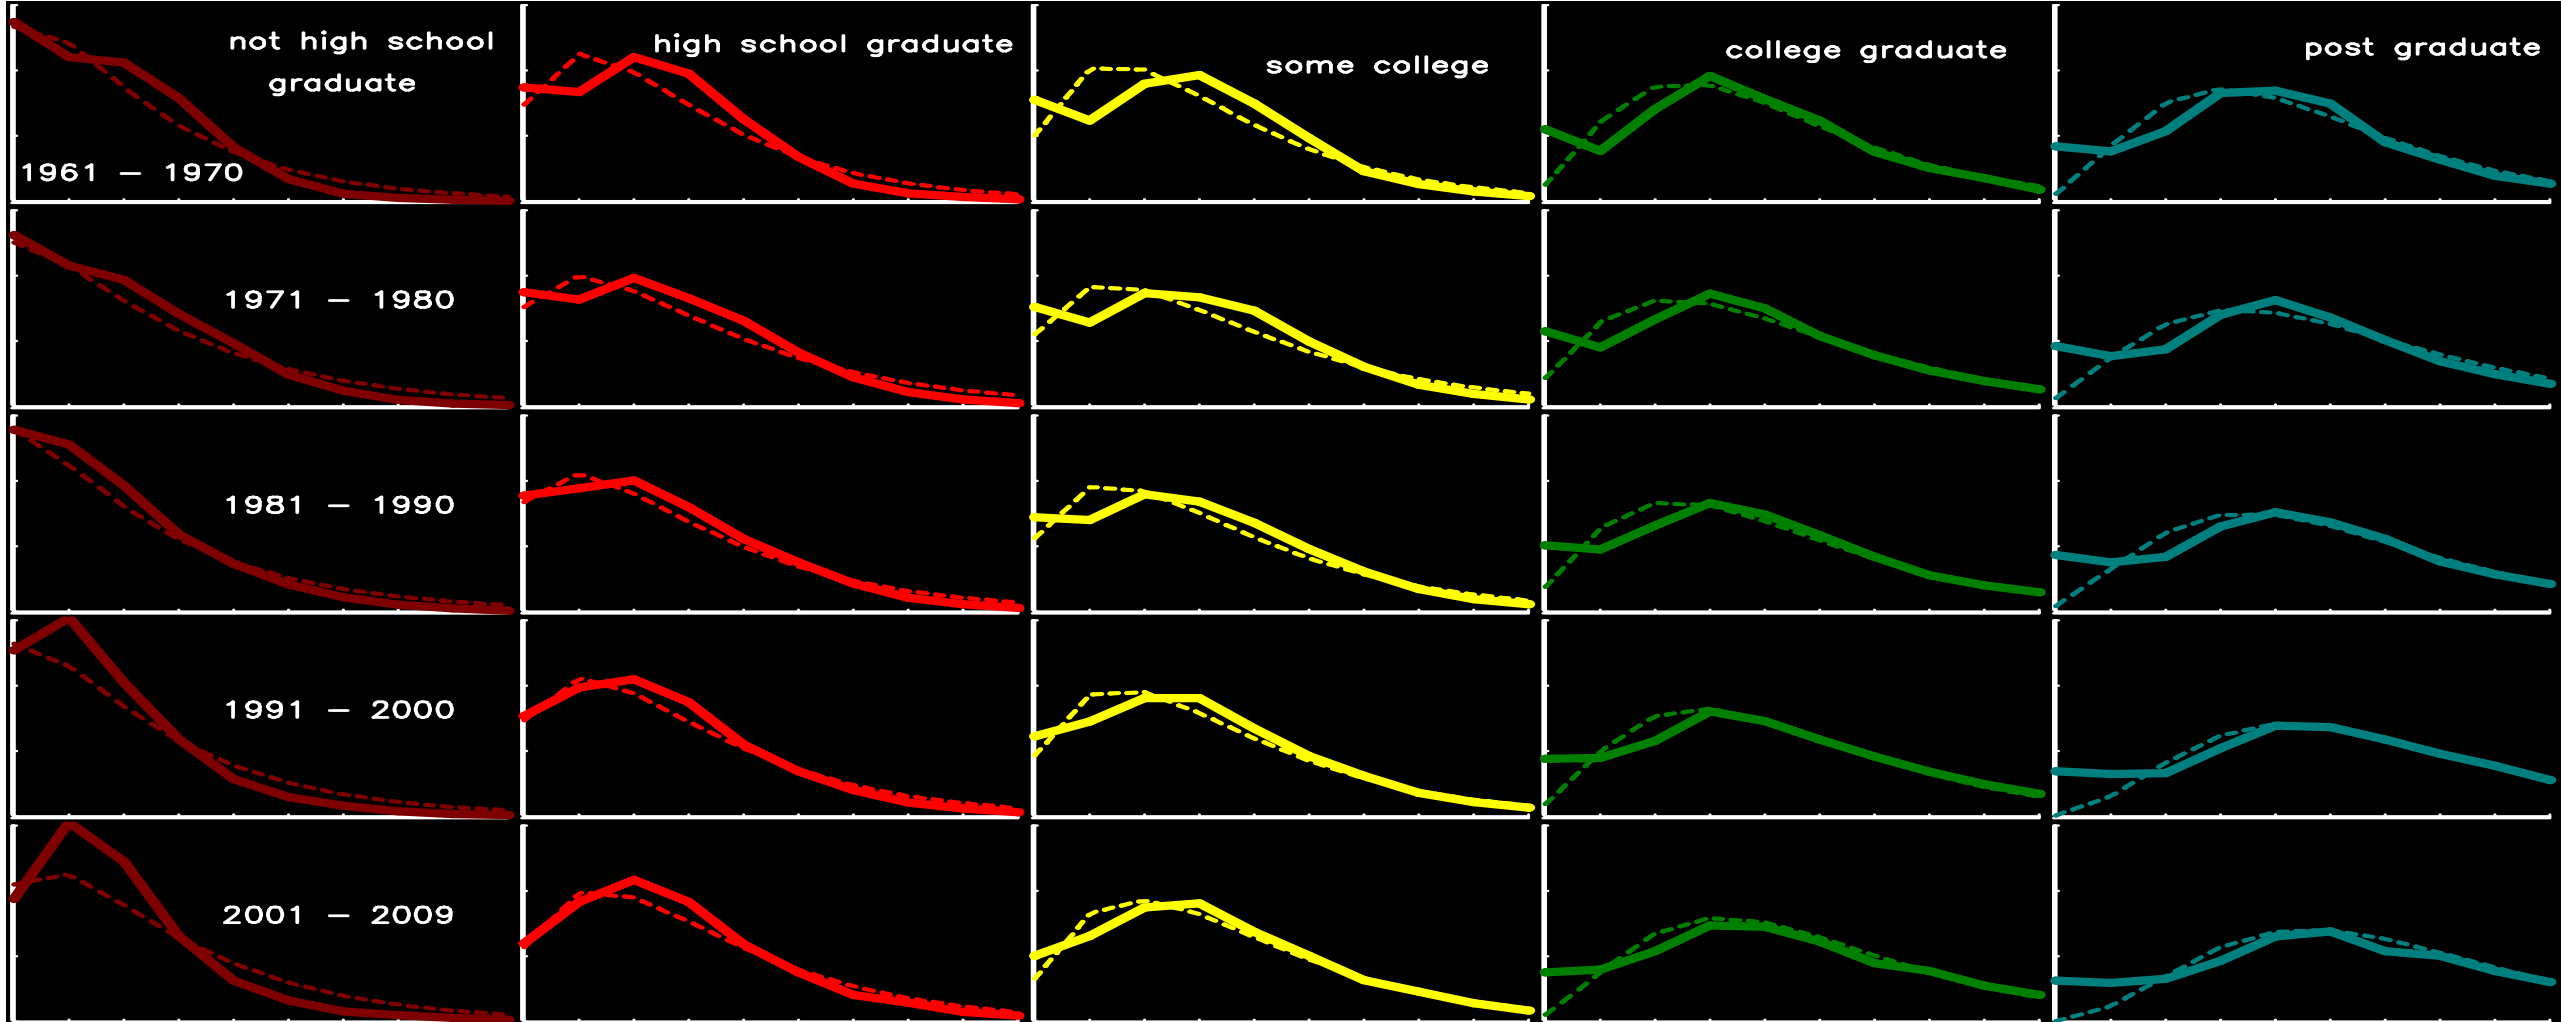 not high school
graduate
high school graduate
some college
college graduate
post graduate
1961 — 1970
1971 — 1980
1981 — 1990
1991 — 2000
2001 — 2009